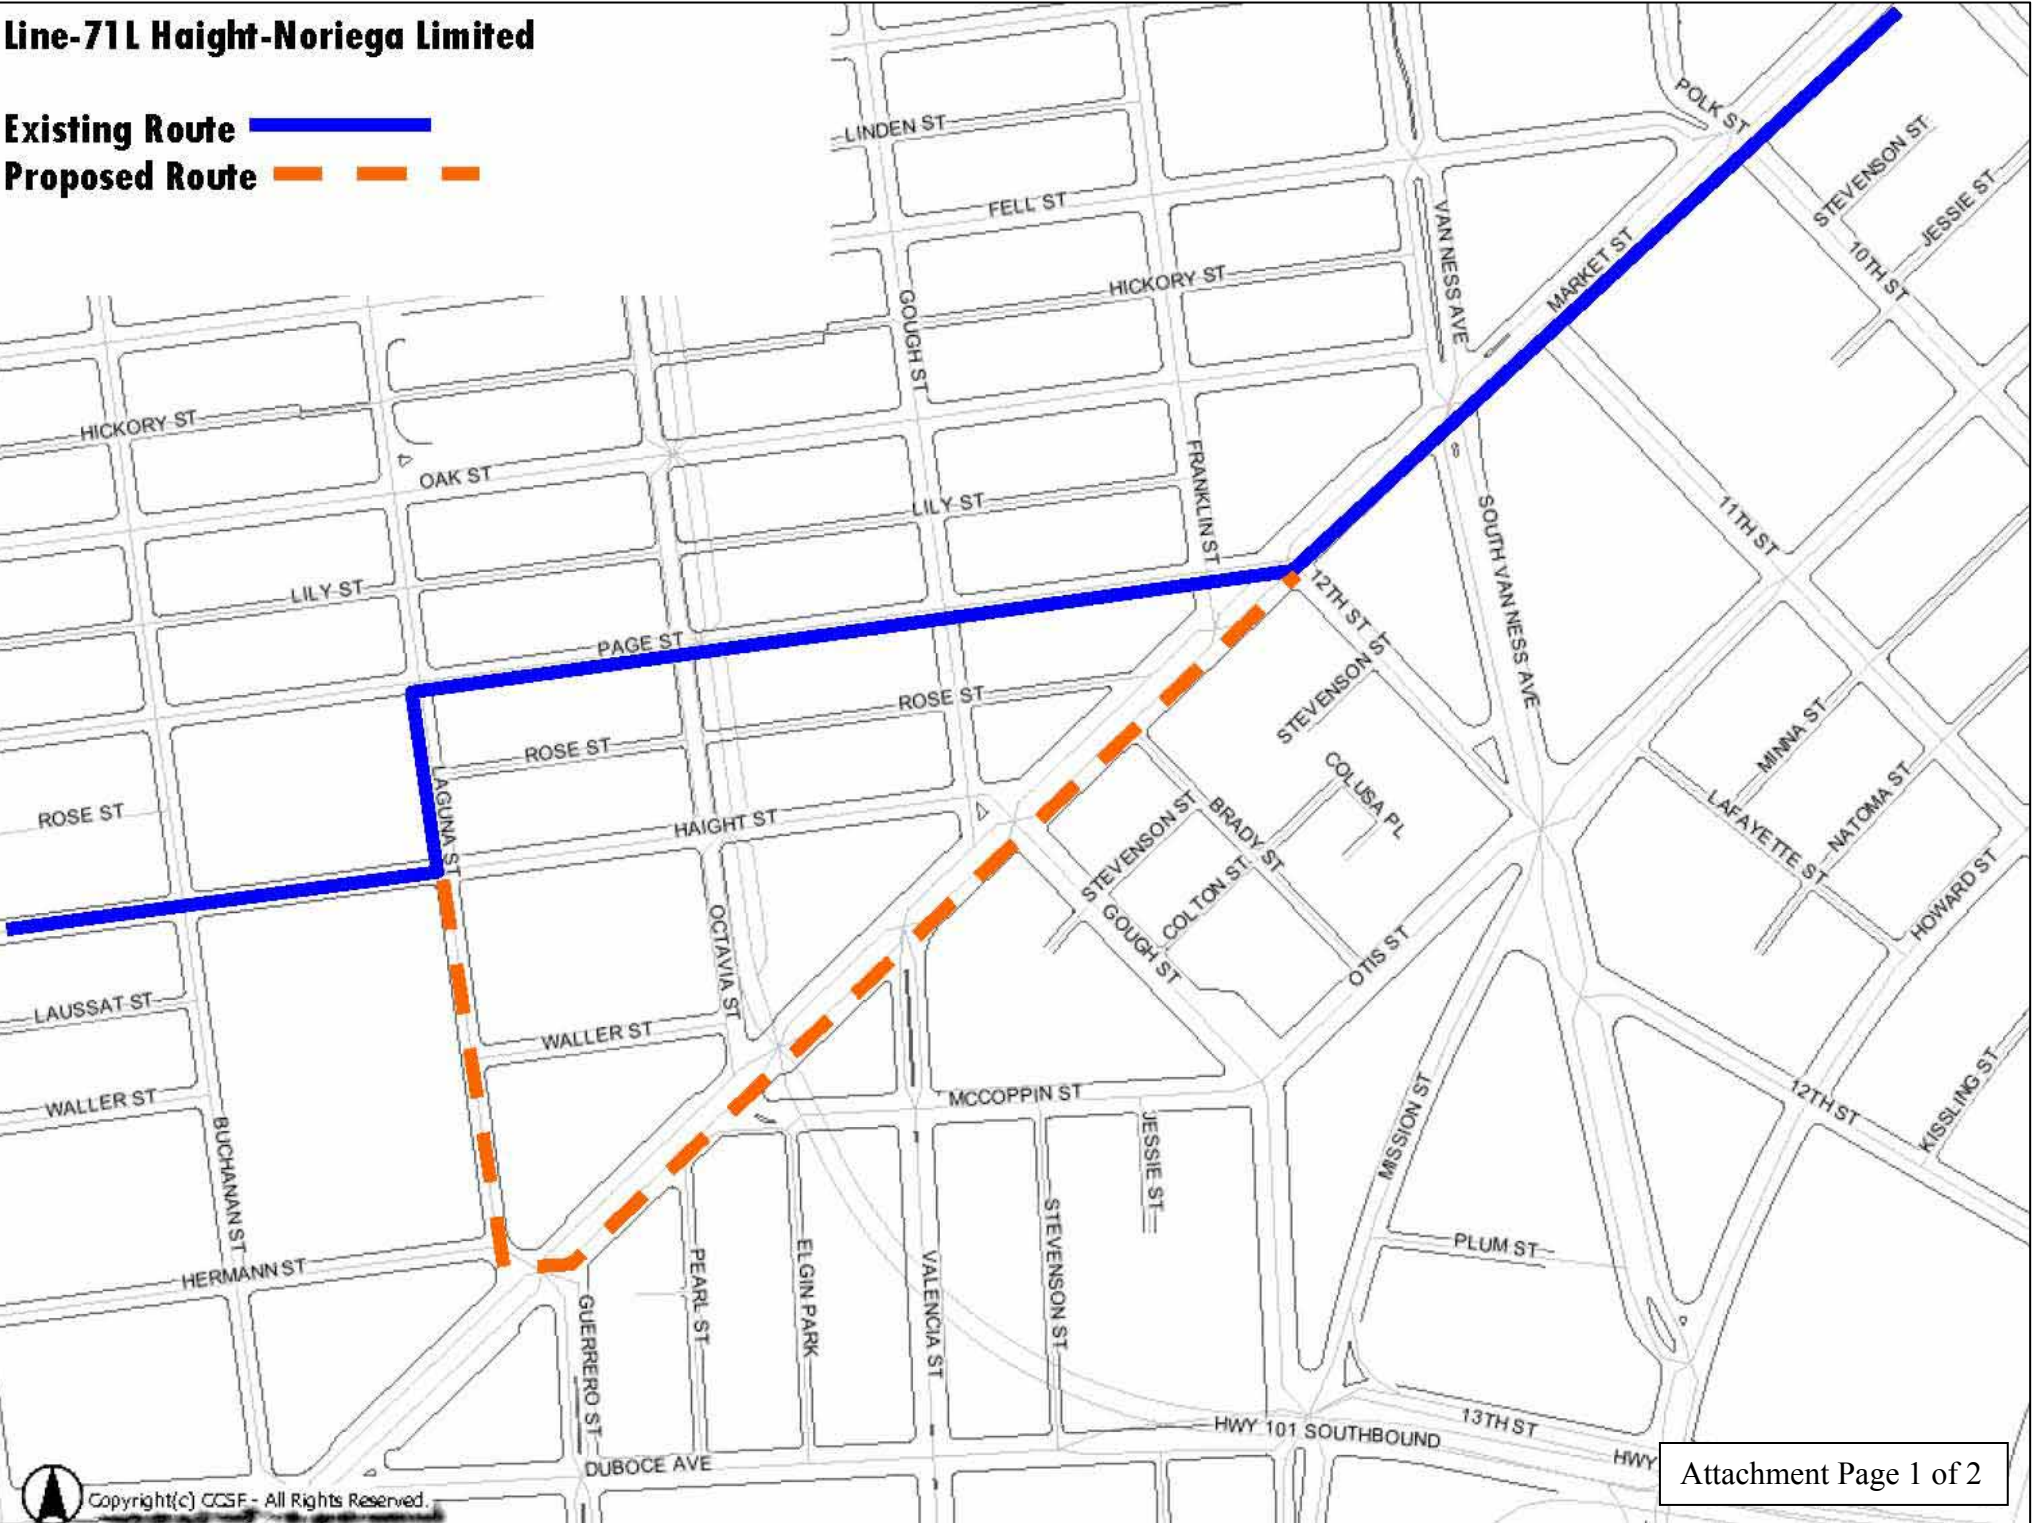 Line-71L Haight-Noriega Limited
Existing Route
Proposed Route
POLK ST
LINDEN ST
STEVENSON ST
JESSIE ST
FELL ST
VAN NESS AVE
MARKET ST
10TH ST
HICKORY ST
GOUGH ST
HICKORY ST
OAK ST
FRANKLIN ST
LILY ST
SOUTH VAN NESS AVE
11TH ST
LILY ST
12TH ST
PAGE ST
STEVENSON ST
ROSE ST
ROSE ST
MINNA ST
COLUSA PL
LAGUNA ST
ROSE ST
HAIGHT ST
STEVENSON ST
BRADY ST
LAFAYETTE ST
NATOMA ST
COLTON ST
HOWARD ST
OCTAVIA ST
GOUGH ST
OTIS ST
LAUSSAT ST
WALLER ST
WALLER ST
MCCOPPIN ST
MISSION ST
12TH ST
KISSLING ST
BUCHANAN ST
JESSIE ST
STEVENSON ST
PLUM ST
HERMANN ST
PEARL ST
ELGIN PARK
VALENCIA ST
GUERRERO ST
13TH ST
HWY 101 SOUTHBOUND
HWY
DUBOCE AVE
Attachment Page 1 of 2
Copyright(c) CCSF - All Rights Reserved.